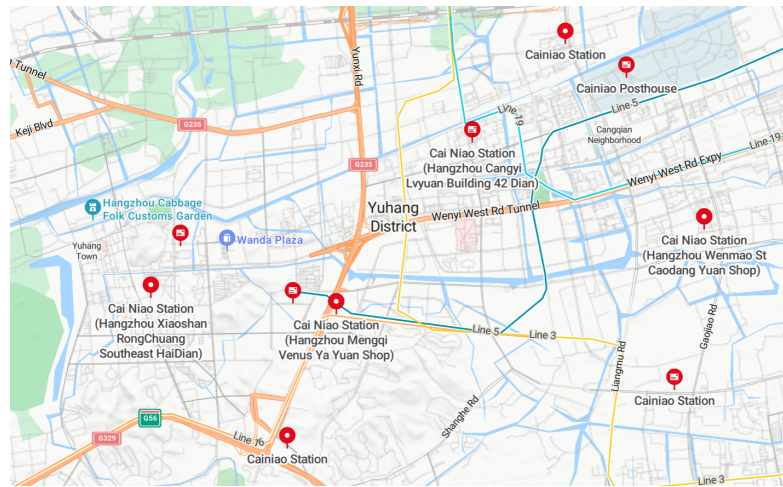 Cainiao Station
Yunxi Rd
Tunnel
Cainiao Posthouse
Line 5
Line 19
Keji Blvd
G235
Cangqian
Neighborhood
Line 19
Cai Niao Station
(Hangzhou Cangyi
Lvyuan Building 42 Dian)
G235
Wenyi West Rd Expy
Hangzhou Cabbage
Folk Customs Garden
Yuhang
District
Wenyi West Rd Tunnel
Yuhang
Town
Wanda Plaza
Cai Niao Station
(Hangzhou Wenmao St
Caodang Yuan Shop)
Cai Niao Station
(Hangzhou Xiaoshan
RongChuang
Southeast HaiDian)
Cai Niao Station
(Hangzhou Mengqi
Venus Ya Yuan Shop)
Line 5
Line 3
Gaojiao Rd
Liangmu Rd
Cainiao Station
Shanghe Rd
G56
G329
Line 16
Cainiao Station
Line 3